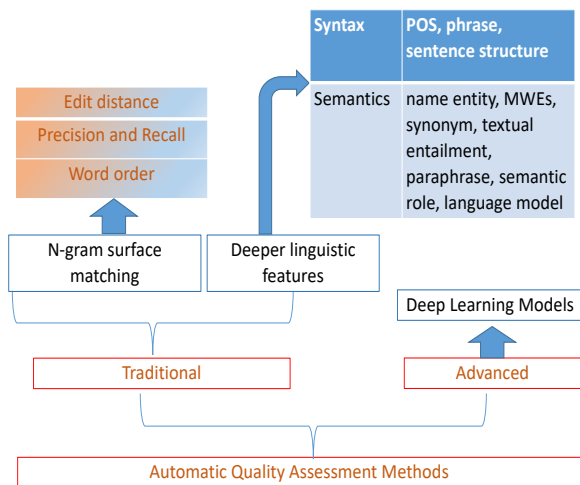 Syntax
POS, phrase,
sentence structure
Semantics
name entity, MWEs,
synonym, textual
entailment,
paraphrase, semantic
role, language model
Edit distance
Precision and Recall
Word order
N-gram surface
matching
Deeper linguistic
features
Deep Learning Models
Traditional
Advanced
Automatic Quality Assessment Methods